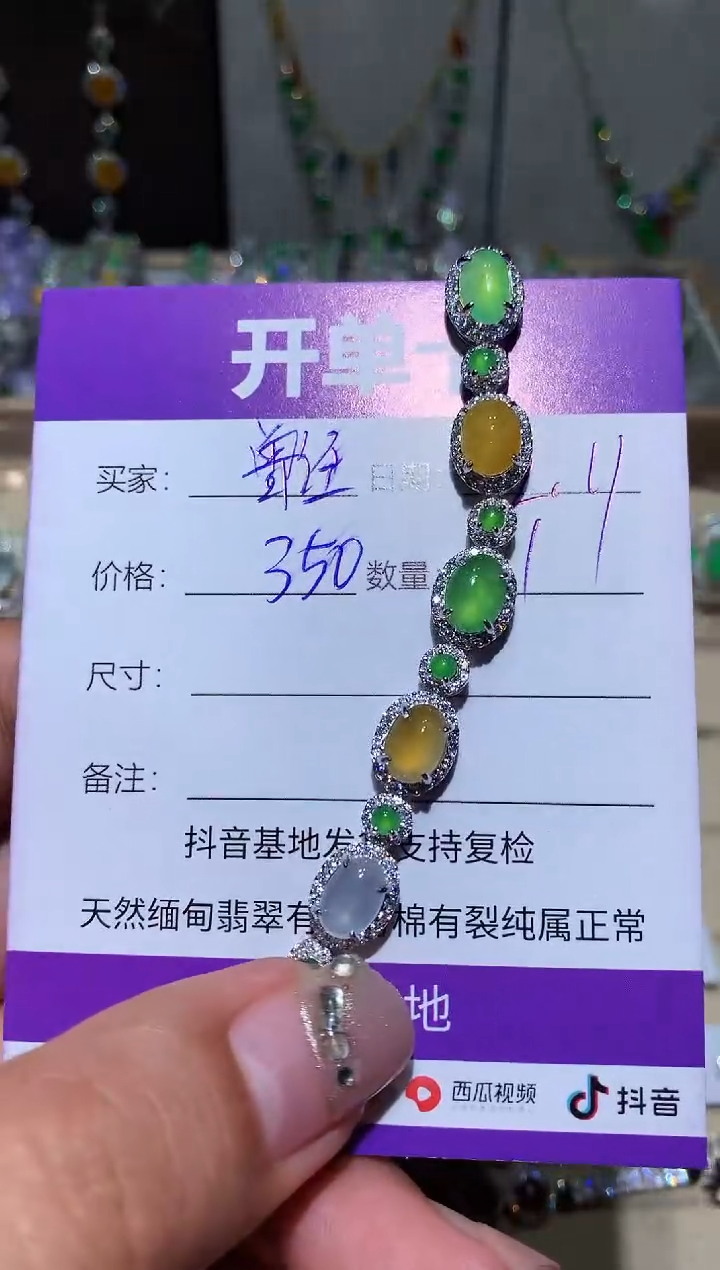 开单
买家： 日期：
价格：350 数量 1
尺寸：
备注：
抖音基地发 支持复检
天然缅甸翡翠有 棉有裂纯属正常
地
西瓜视频 抖音